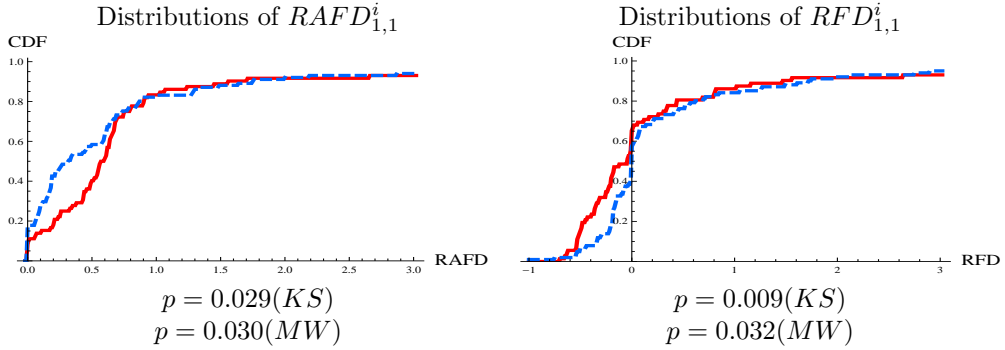 Distributions of $RAFD^i_{1,1}$
CDF
1.0
0.8
0.6
0.4
0.2
0.0 0.5 1.0 1.5 2.0 2.5 3.0
RAFD
p = 0.029(KS)
p = 0.030(MW)
Distributions of $RFD^i_{1,1}$
CDF
1.0
0.8
0.6
0.4
0.2
−1 0 1 2 3
RFD
p = 0.009(KS)
p = 0.032(MW)